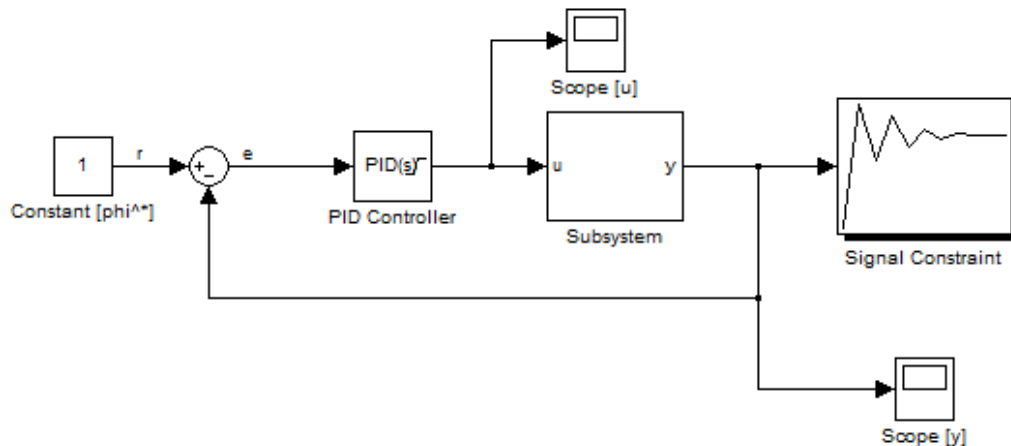 Scope [u]
1
r
+
−
e
PID(s)
u
y
Constant [phi^*]
PID Controller
Subsystem
Signal Constraint
Scope [y]